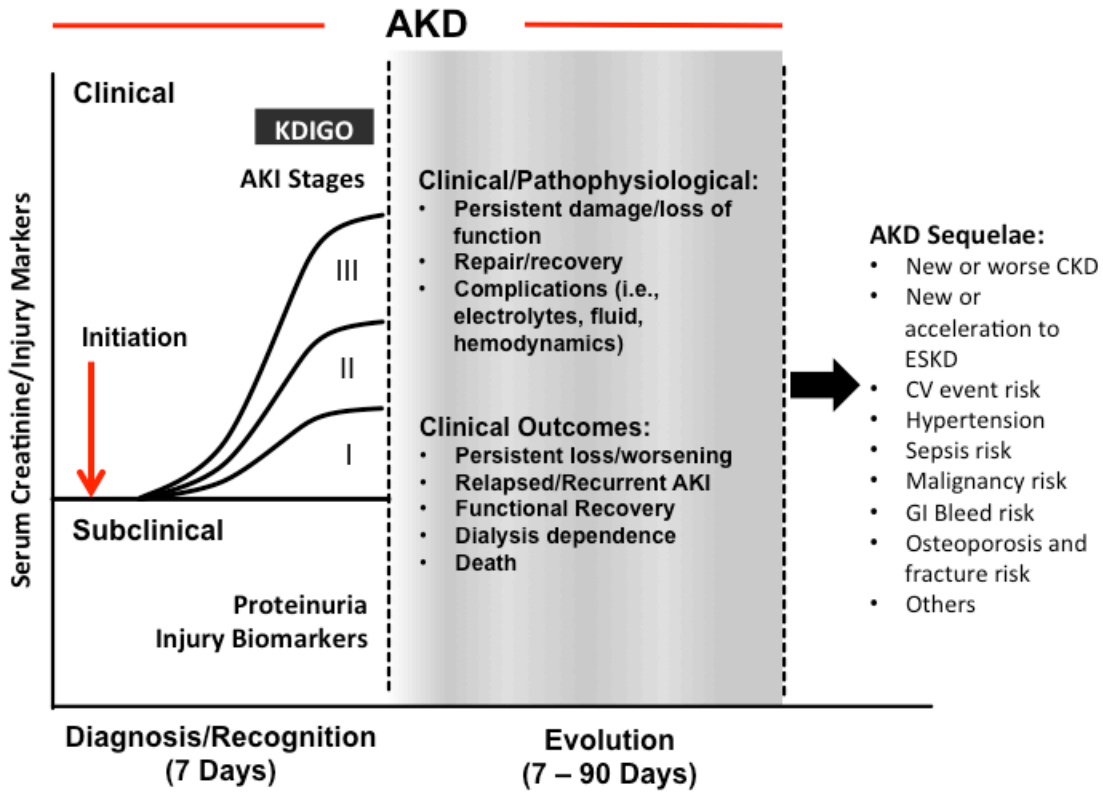 AKD
Clinical
KDIGO
AKI Stages
III
II
I
Initiation
Subclinical
Proteinuria
Injury Biomarkers
Serum Creatinine/Injury Markers
Clinical/Pathophysiological:
• Persistent damage/loss of
function
• Repair/recovery
• Complications (i.e.,
electrolytes, fluid,
hemodynamics)
Clinical Outcomes:
• Persistent loss/worsening
• Relapsed/Recurrent AKI
• Functional Recovery
• Dialysis dependence
• Death
AKD Sequelae:
• New or worse CKD
• New or
acceleration to
ESKD
• CV event risk
• Hypertension
• Sepsis risk
• Malignancy risk
• GI Bleed risk
• Osteoporosis and
fracture risk
• Others
Diagnosis/Recognition
(7 Days)
Evolution
(7 – 90 Days)